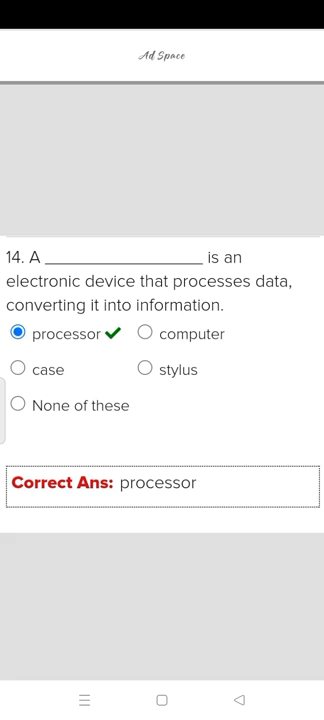 Ad Space
14. A ____________________ is an
electronic device that processes data,
converting it into information.
processor computer
case stylus
None of these
Correct Ans: processor